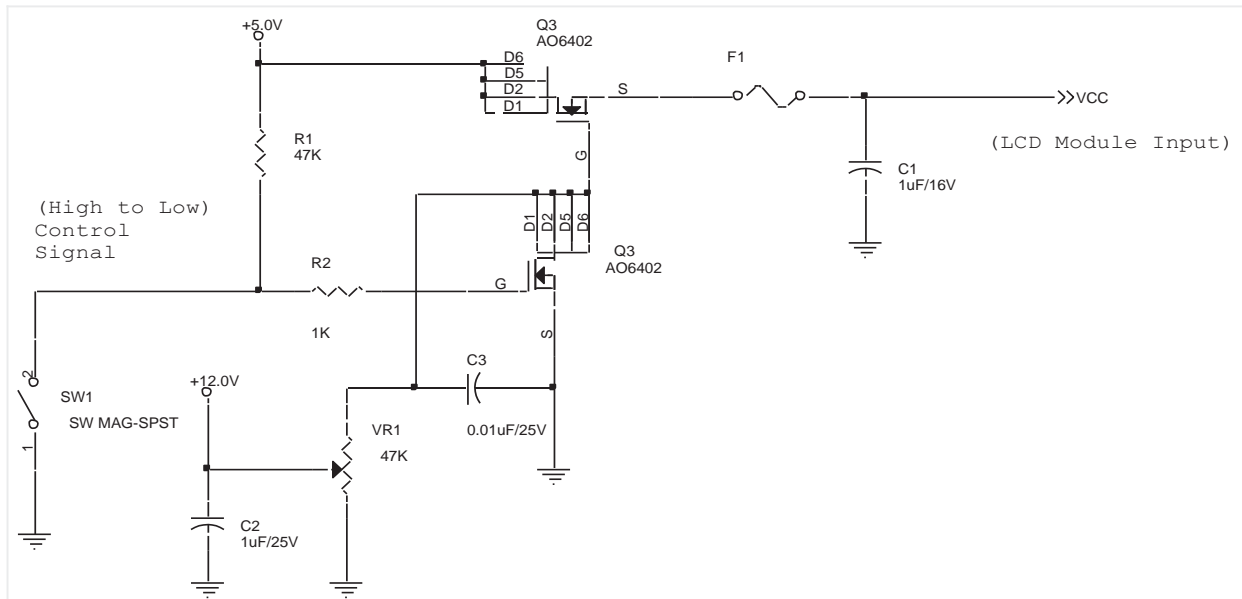 +5.0V
Q3
AO6402
D6
D5
D2
D1
S
F1
VCC
(LCD Module Input)
R1
47K
G
C1
1uF/16V
(High to Low)
Control
Signal
D1
D2
D5
D6
Q3
AO6402
R2
G
1K
S
C3
2
+12.0V
SW1
SW MAG-SPST
1
VR1
47K
0.01uF/25V
C2
1uF/25V